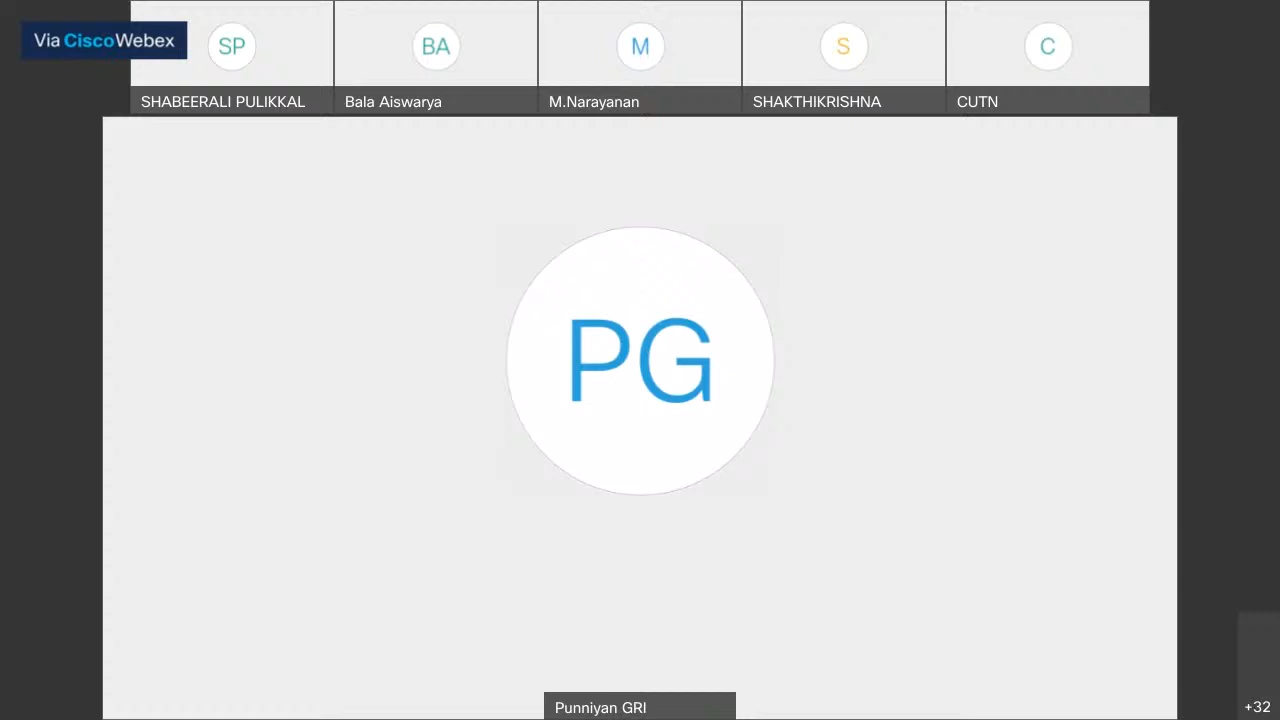 Via CiscoWebex
SP
BA
M
S
C
SHABEERALI PULIKKAL
Bala Aiswarya
M.Narayanan
SHAKTHIKRISHNA
CUTN
PG
Punniyan GRI
+32